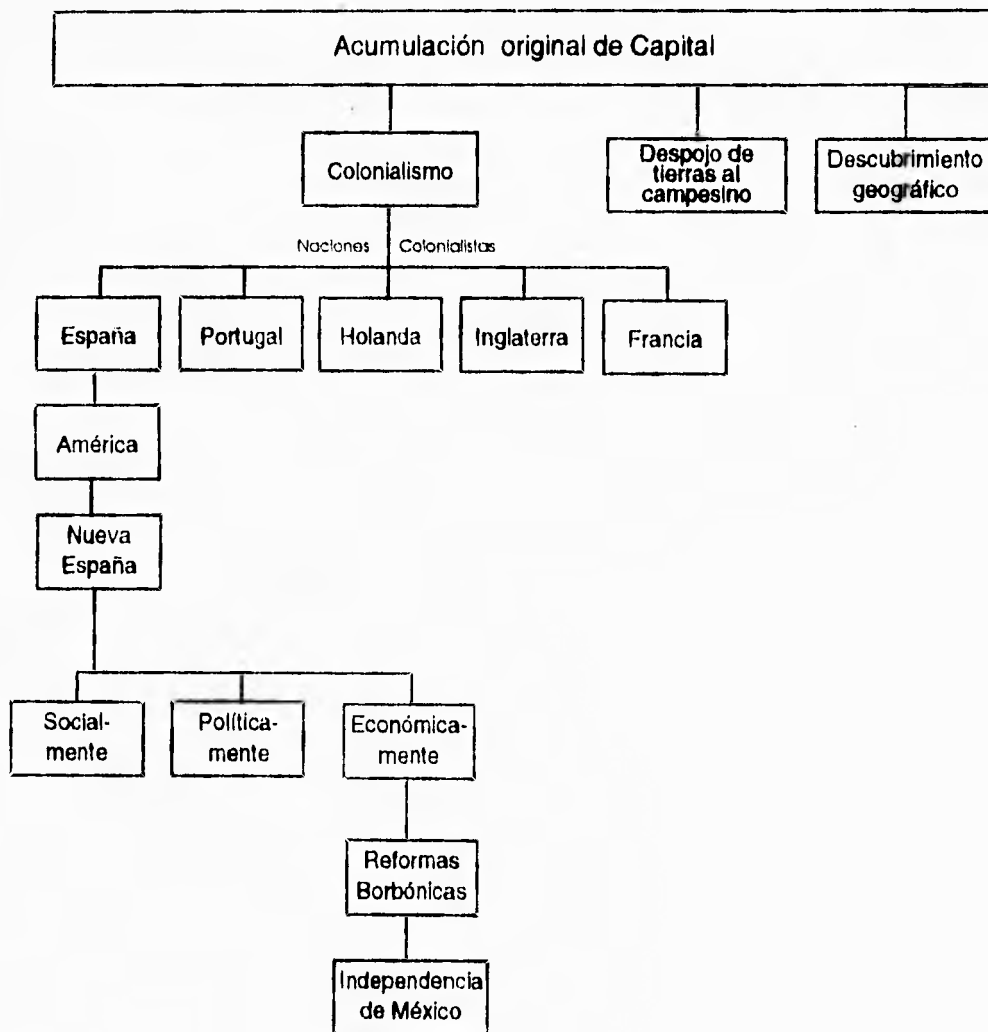 Acumulación original de Capital
Colonialismo
Despojo de
tierras al
campesino
Descubrimiento
geográfico
Naciones Colonialistas
España
Portugal
Holanda
Inglaterra
Francia
América
Nueva
España
Social-
mente
Política-
mente
Económica-
mente
Reformas
Borbónicas
Independencia
de México